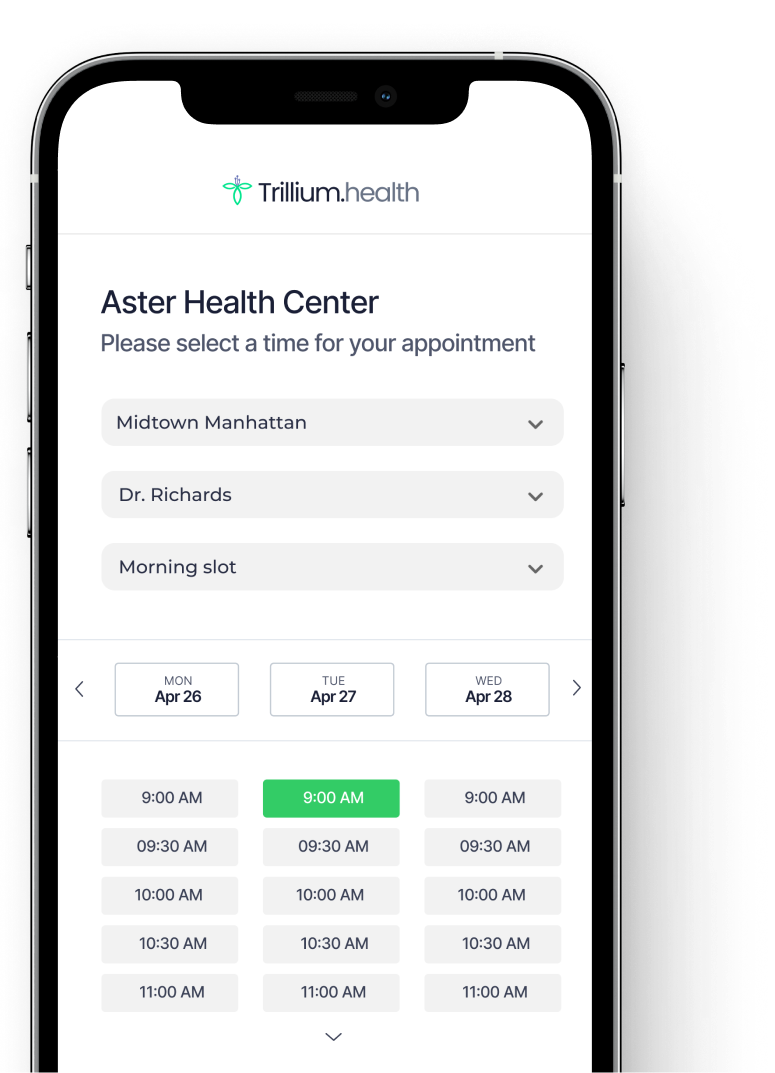 Trillium.health
Aster Health Center
Please select a time for your appointment
Midtown Manhattan
Dr. Richards
Morning slot
MON TUE WED
Apr 26 Apr 27 Apr 28
9:00 AM 9:00 AM 9:00 AM
09:30 AM 09:30 AM 09:30 AM
10:00 AM 10:00 AM 10:00 AM
10:30 AM 10:30 AM 10:30 AM
11:00 AM 11:00 AM 11:00 AM